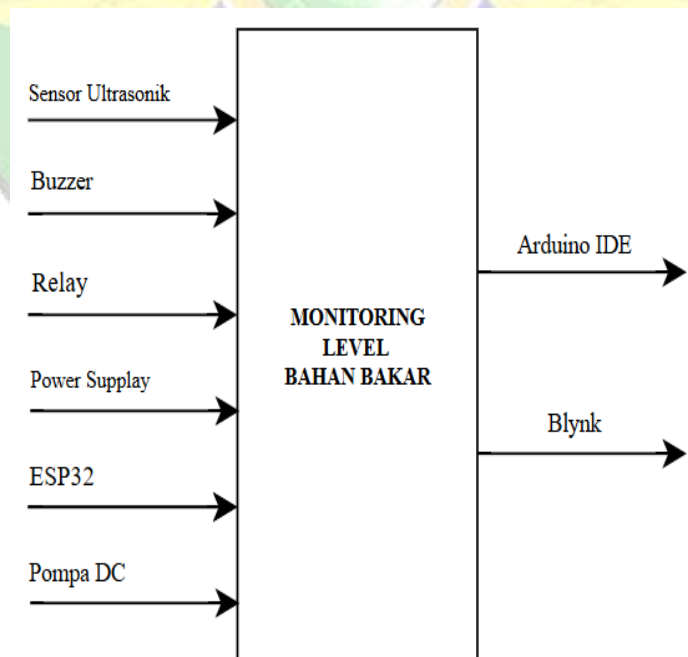 Sensor Ultrasonik
Buzzer
Relay
Power Supplay
ESP32
Pompa DC
MONITORING
LEVEL
BAHAN BAKAR
Arduino IDE
Blynk